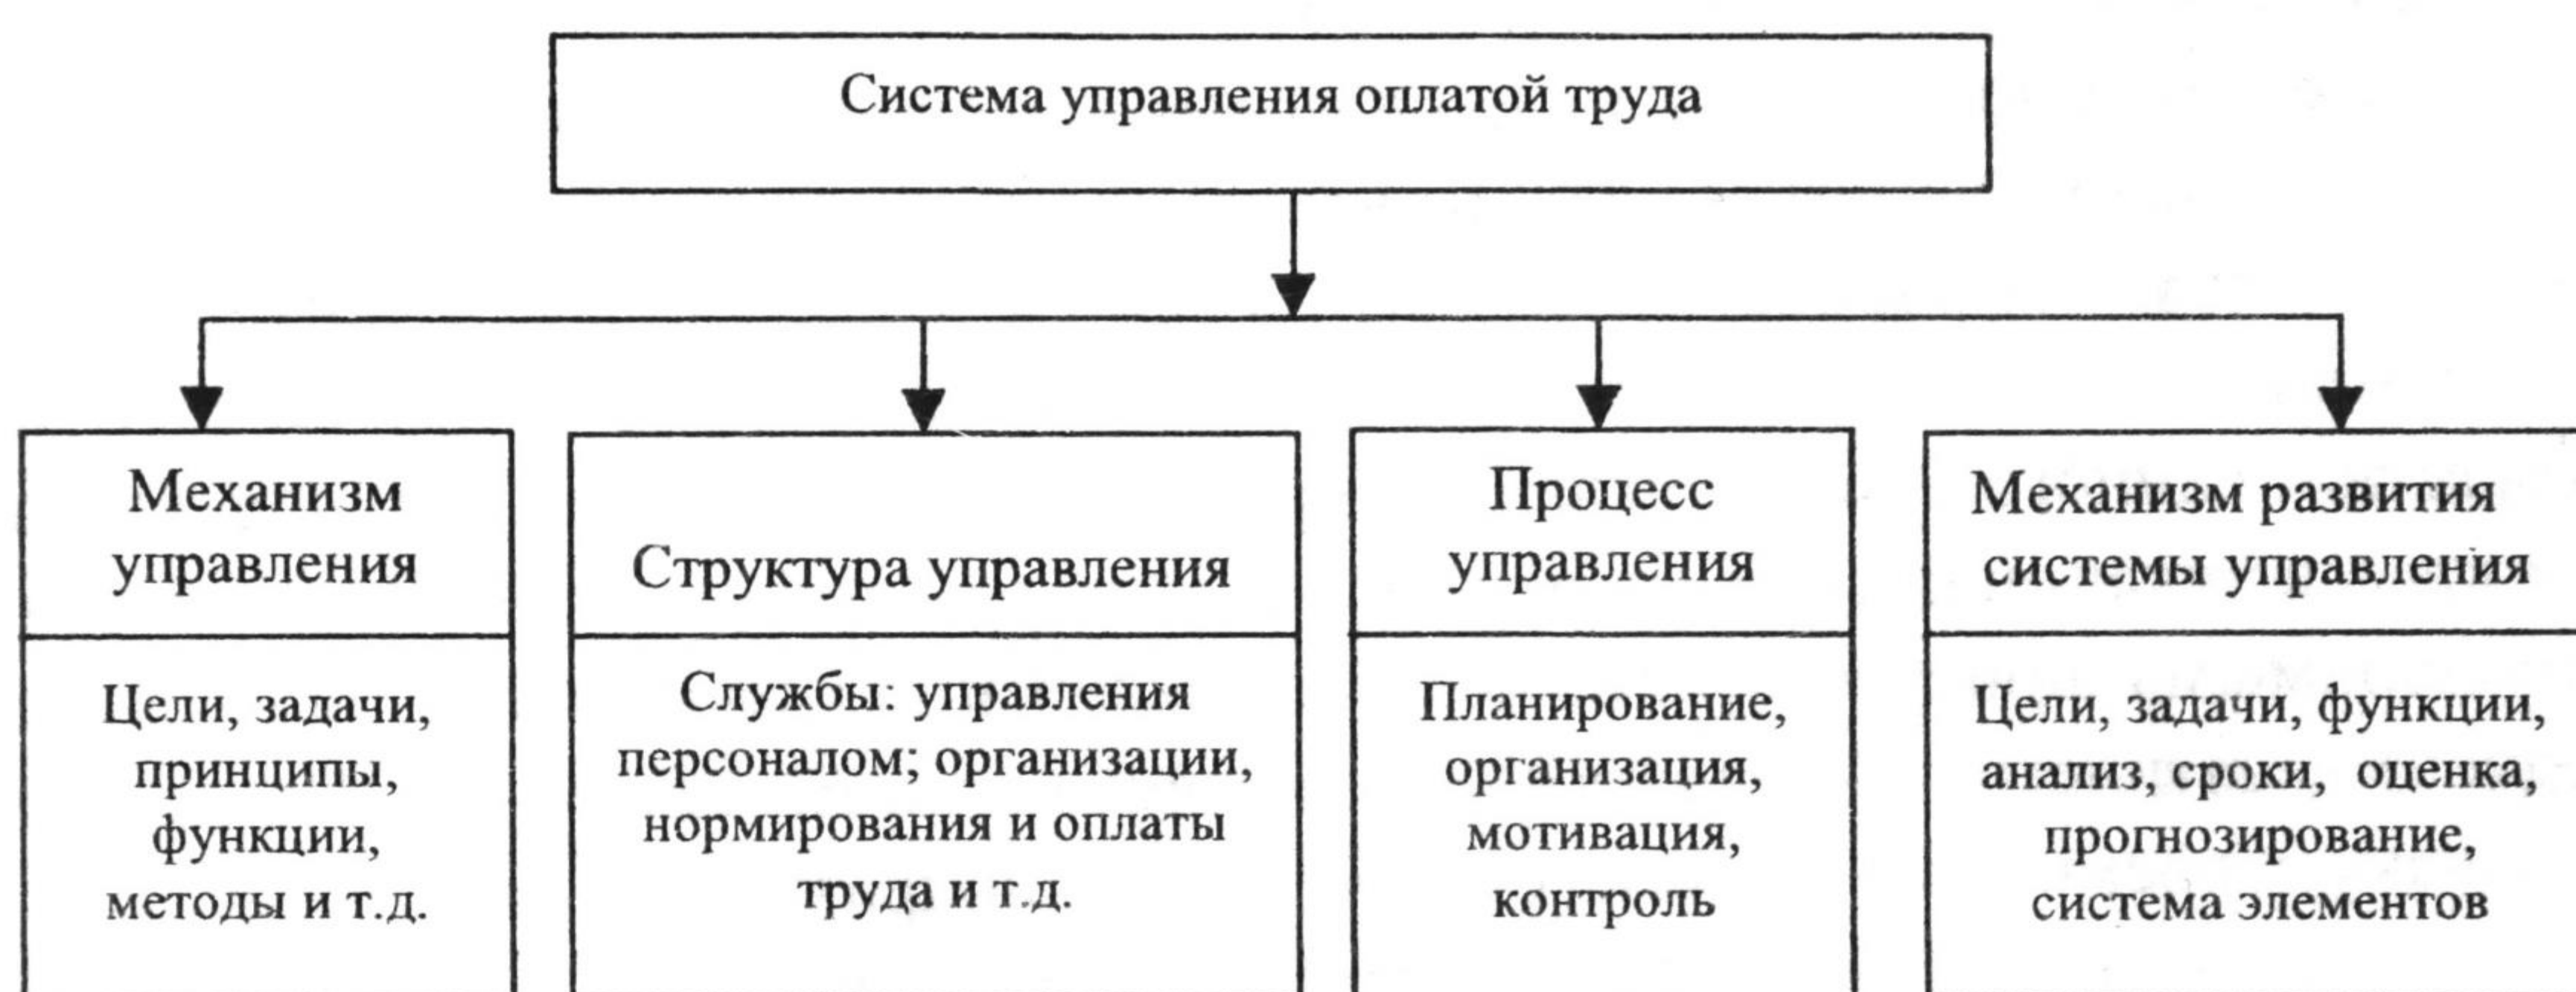 Система управления оплатой труда
Механизм
управления
Цели, задачи,
принципы,
функции,
методы и т.д.
Структура управления
Службы: управления
персоналом; организации,
нормирования и оплаты
труда и т.д.
Процесс
управления
Планирование,
организация,
мотивация,
контроль
Механизм развития
системы управления
Цели, задачи, функции,
анализ, сроки, оценка,
прогнозирование,
система элементов